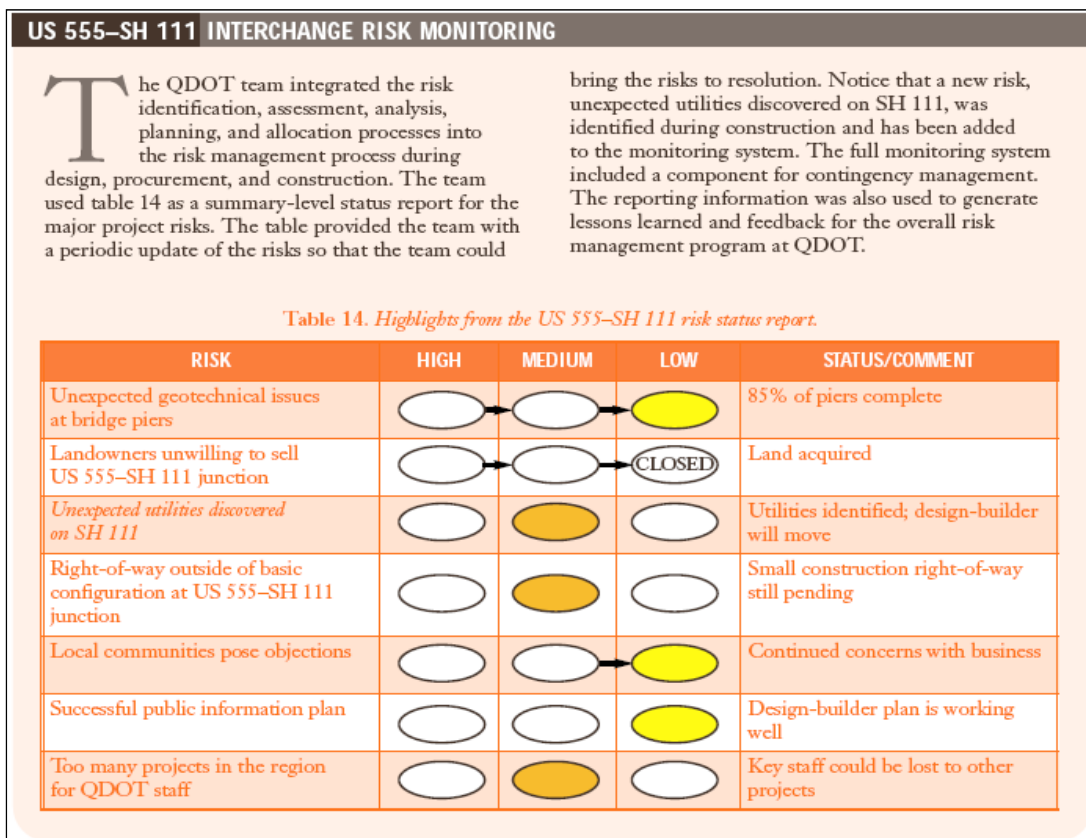 US 555–SH 111 INTERCHANGE RISK MONITORING
The QDOT team integrated the risk
identification, assessment, analysis,
planning, and allocation processes into
the risk management process during
design, procurement, and construction. The team
used table 14 as a summary-level status report for the
major project risks. The table provided the team with
a periodic update of the risks so that the team could
bring the risks to resolution. Notice that a new risk,
unexpected utilities discovered on SH 111, was
identified during construction and has been added
to the monitoring system. The full monitoring system
included a component for contingency management.
The reporting information was also used to generate
lessons learned and feedback for the overall risk
management program at QDOT.
Table 14. Highlights from the US 555–SH 111 risk status report.
RISK HIGH MEDIUM LOW STATUS/COMMENT
Unexpected geotechnical issues
at bridge piers
85% of piers complete
Landowners unwilling to sell
US 555–SH 111 junction
CLOSED
Land acquired
Unexpected utilities discovered
on SH 111
Utilities identified; design-builder
will move
Right-of-way outside of basic
configuration at US 555–SH 111
junction
Small construction right-of-way
still pending
Local communities pose objections
Continued concerns with business
Successful public information plan
Design-builder plan is working
well
Too many projects in the region
for QDOT staff
Key staff could be lost to other
projects